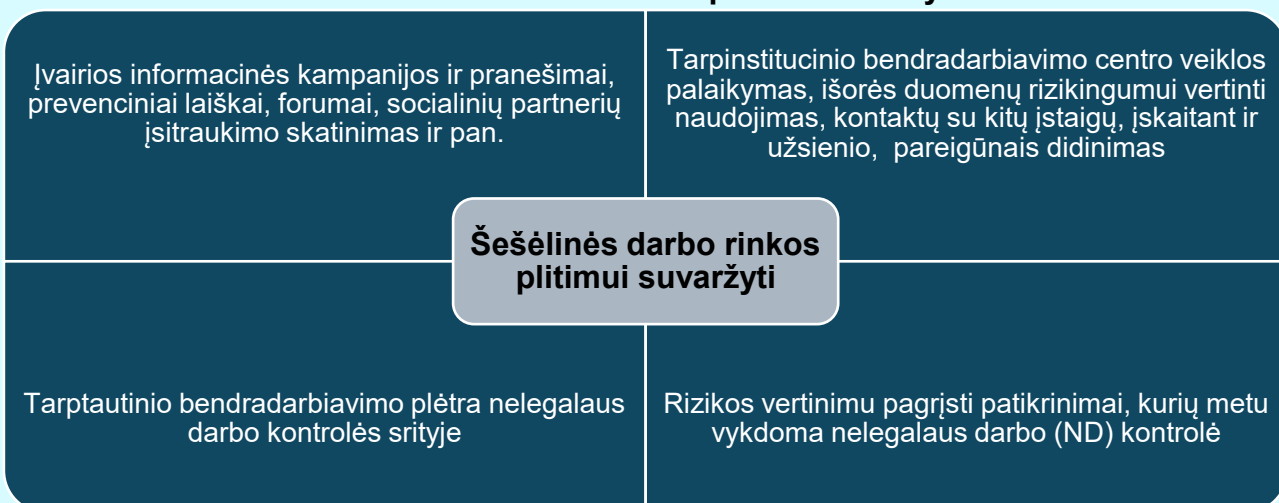 Įvairios informacinės kampanijos ir pranešimai,
prevenciniai laiškai, forumai, socialinių partnerių
įsitraukimo skatinimas ir pan.
Tarpinstitucinio bendradarbiavimo centro veiklos
palaikymas, išorės duomenų rizikingumui vertinti
naudojimas, kontaktų su kitų įstaigų, įskaitant ir
užsienio, pareigūnais didinimas
Šešėlinės darbo rinkos
plitimui suvaržyti
Tarptautinio bendradarbiavimo plėtra nelegalaus
darbo kontrolės srityje
Rizikos vertinimu pagrįsti patikrinimai, kurių metu
vykdoma nelegalaus darbo (ND) kontrolė